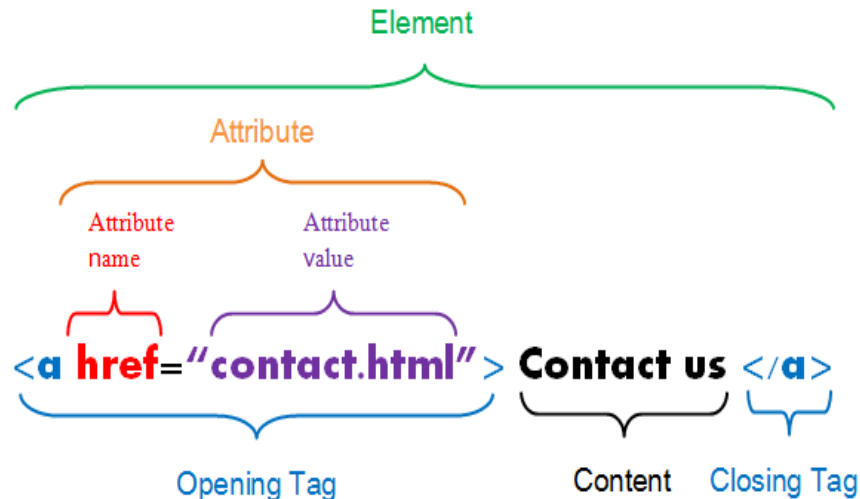 Element
Attribute
Attribute Attribute
name value
<a href=“contact.html”> Contact us </a>
Opening Tag Content Closing Tag